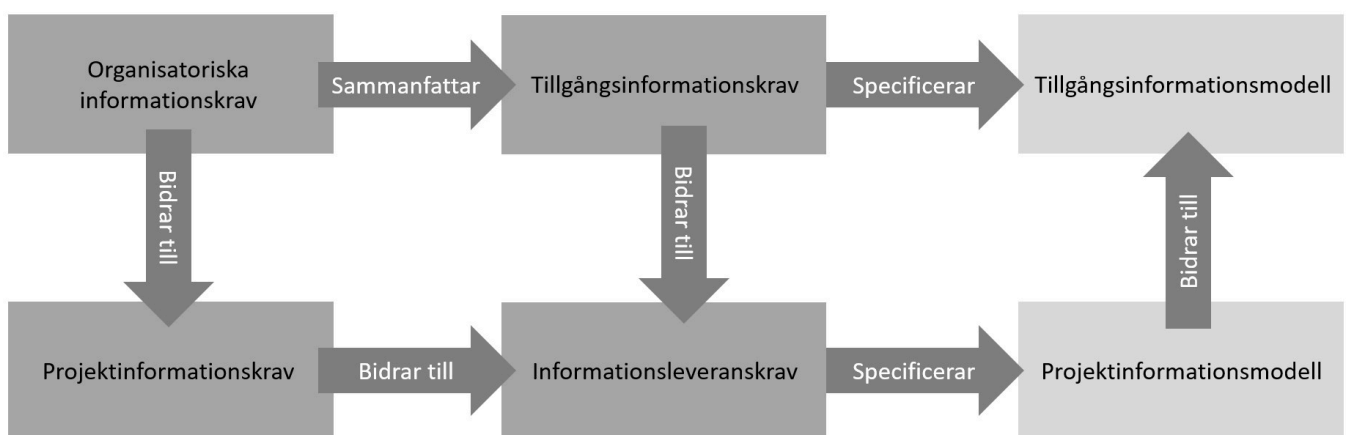 Organisatoriska
informationskrav
Sammanfattar
Tillgångsinformationskrav
Specificerar
Tillgångsinformationsmodell
Bidrar till
Bidrar till
Bidrar till
Projektinformationskrav
Bidrar till
Informationsleveranskrav
Specificerar
Projektinformationsmodell